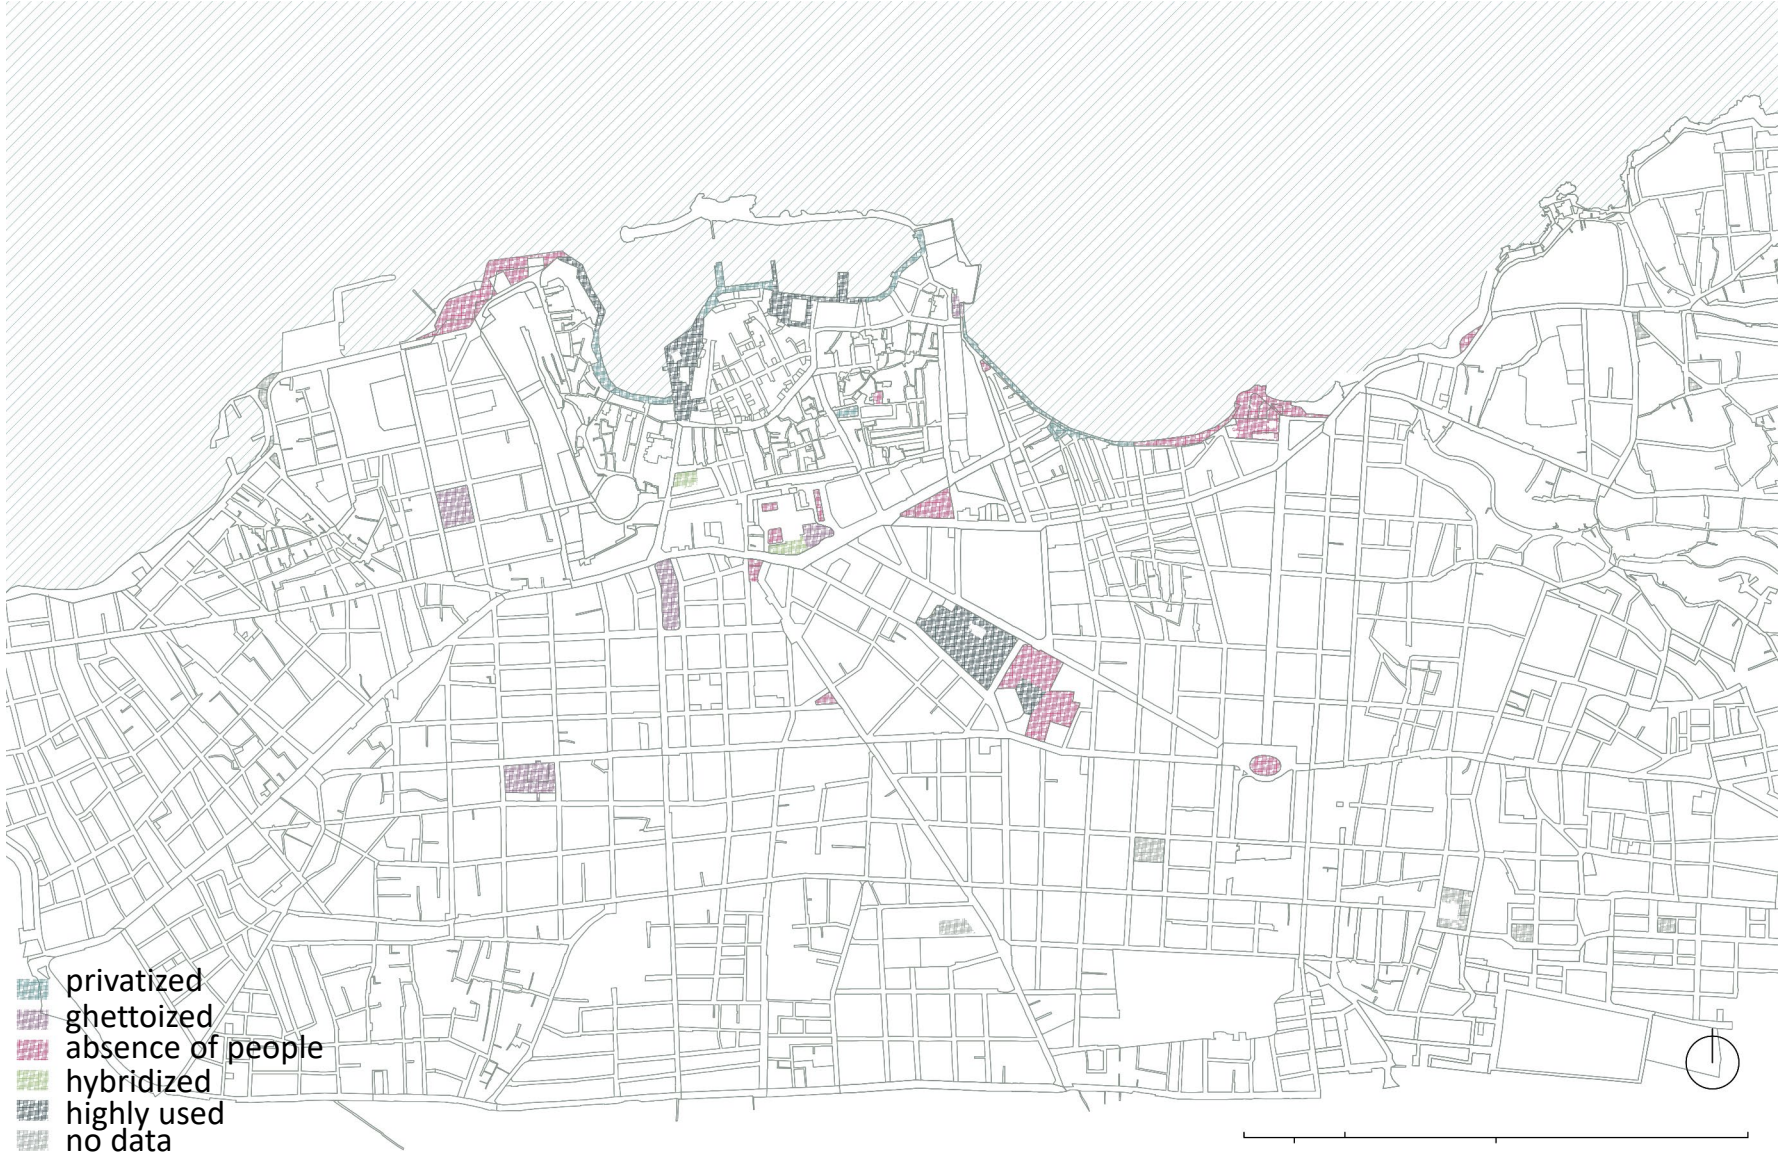 privatized
ghettoized
absence of people
hybridized
highly used
no data